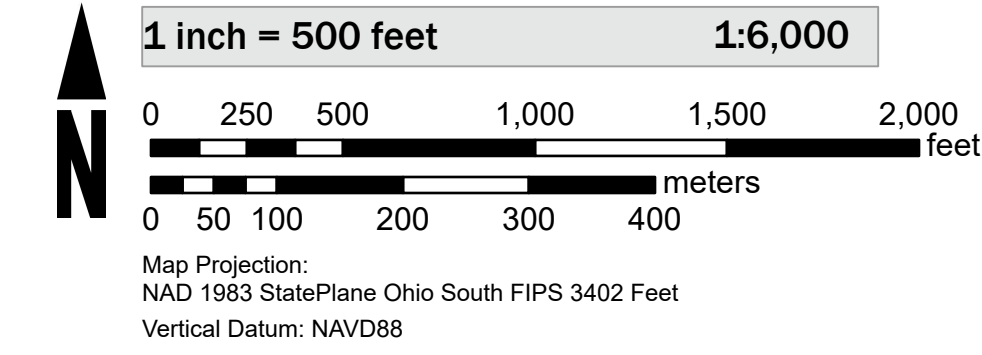 1 inch = 500 feet 1:6,000
0 250 500 1,000 1,500 2,000
feet
N
meters
0 50 100 200 300 400
Map Projection:
NAD 1983 StatePlane Ohio South FIPS 3402 Feet
Vertical Datum: NAVD88